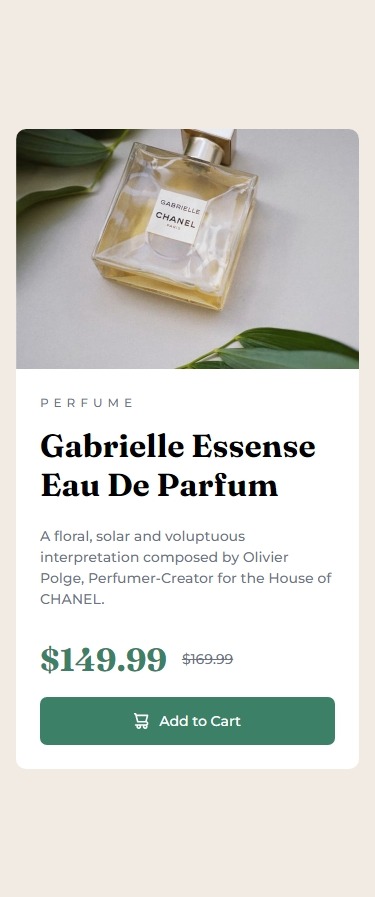 GABRIELLE
CHANEL
PARIS
PERFUME
Gabrielle Essense
Eau De Parfum
A floral, solar and voluptuous
interpretation composed by Olivier
Polge, Perfumer-Creator for the House of
CHANEL.
$149.99 $169.99
Add to Cart